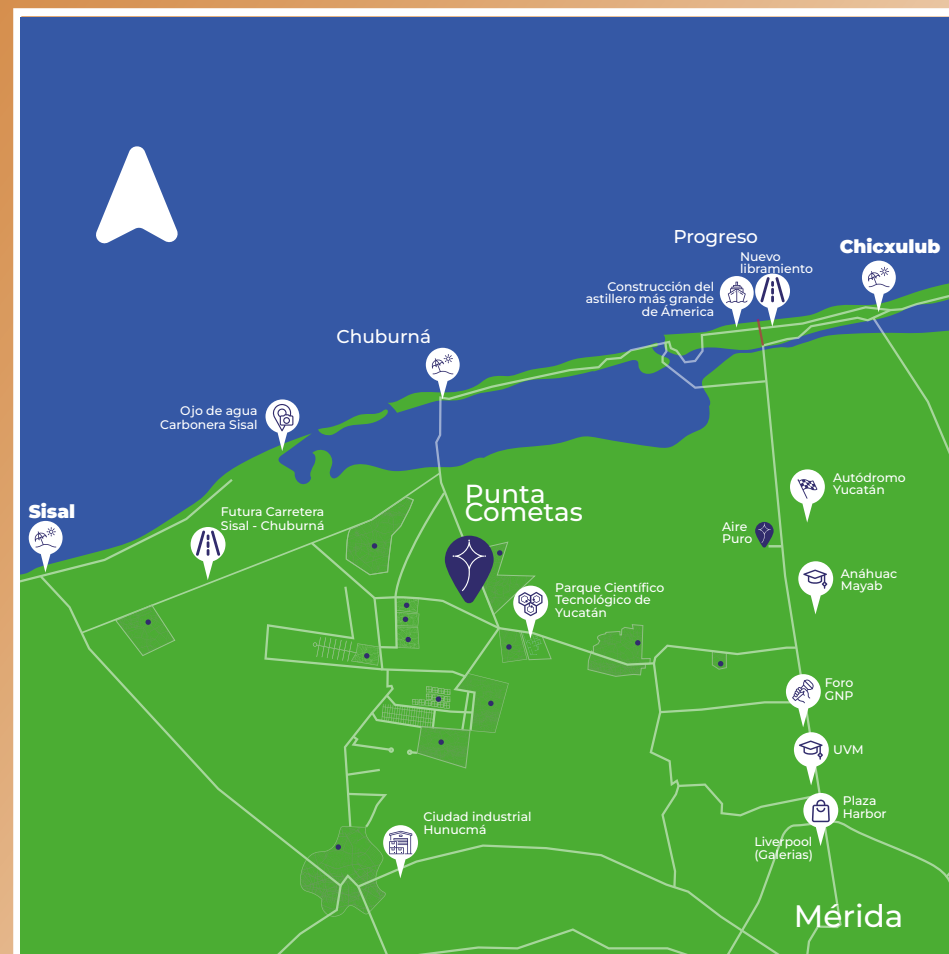 Progreso
Chicxulub
Nuevo
libramiento
Construcción del
astillero más grande
de Ámerica
Chuburná
Ojo de agua
Carbonera Sisal
Sisal
Futura Carretera
Sisal - Chuburná
Punta
Cometas
Autódromo
Yucatán
Aire
Puro
Parque Científico
Tecnológico de
Yucatán
Anáhuac
Mayab
Foro
GNP
UVM
Plaza
Harbor
Ciudad industrial
Hunucmá
Liverpool
(Galerias)
Mérida